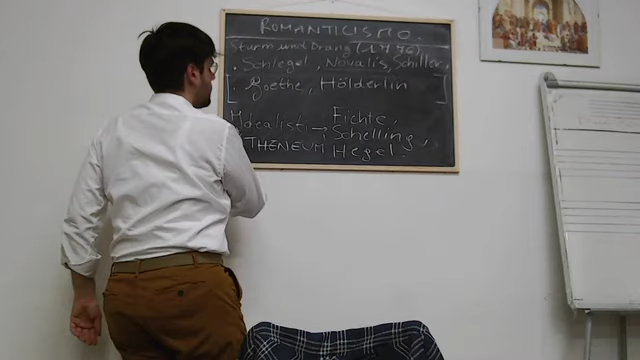 ROMANTICISMO
Sturm und Drang (1776)
Schlegel, Novalis, Schiller,
[Goethe, Hölderlin]
Idealisti → Fichte,
Schelling,
ATHENEUM Hegel.